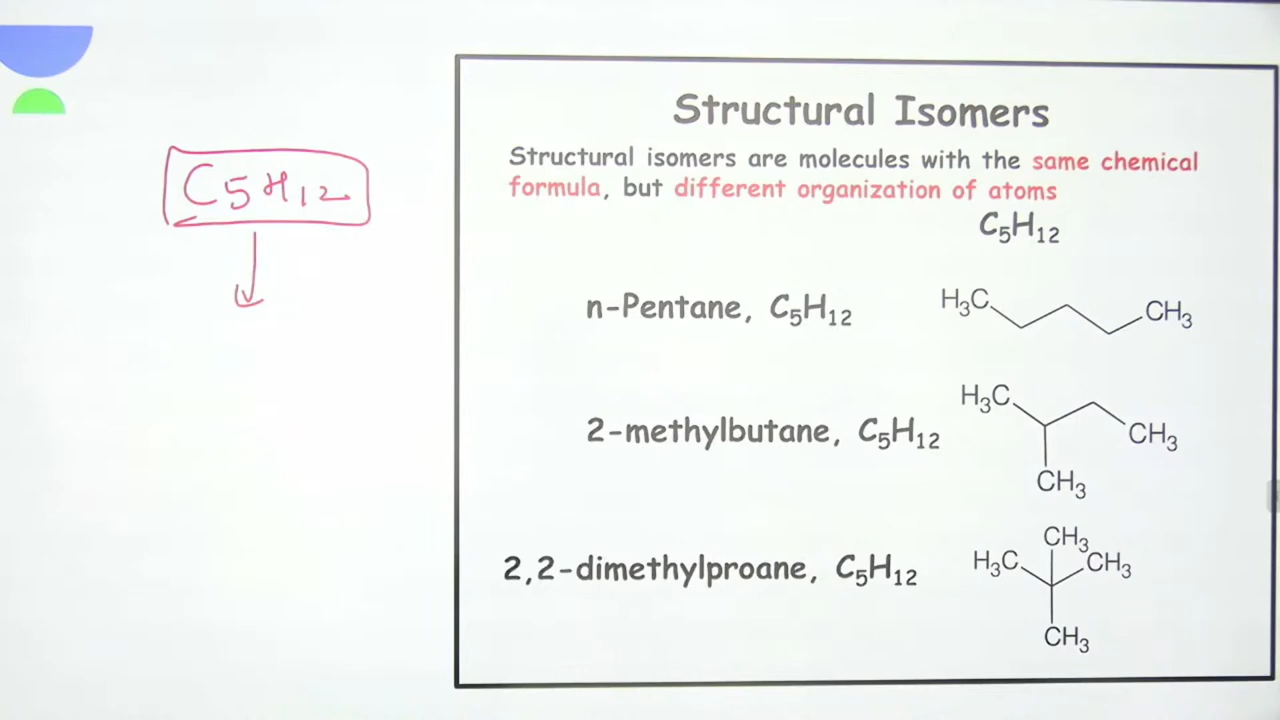 C5H12
Structural Isomers
Structural isomers are molecules with the same chemical
formula, but different organization of atoms
C₅H₁₂
n-Pentane, C₅H₁₂
H₃C
CH₃
2-methylbutane, C₅H₁₂
H₃C
CH₃
CH₃
2,2-dimethylproane, C₅H₁₂
CH₃
H₃C
CH₃
CH₃